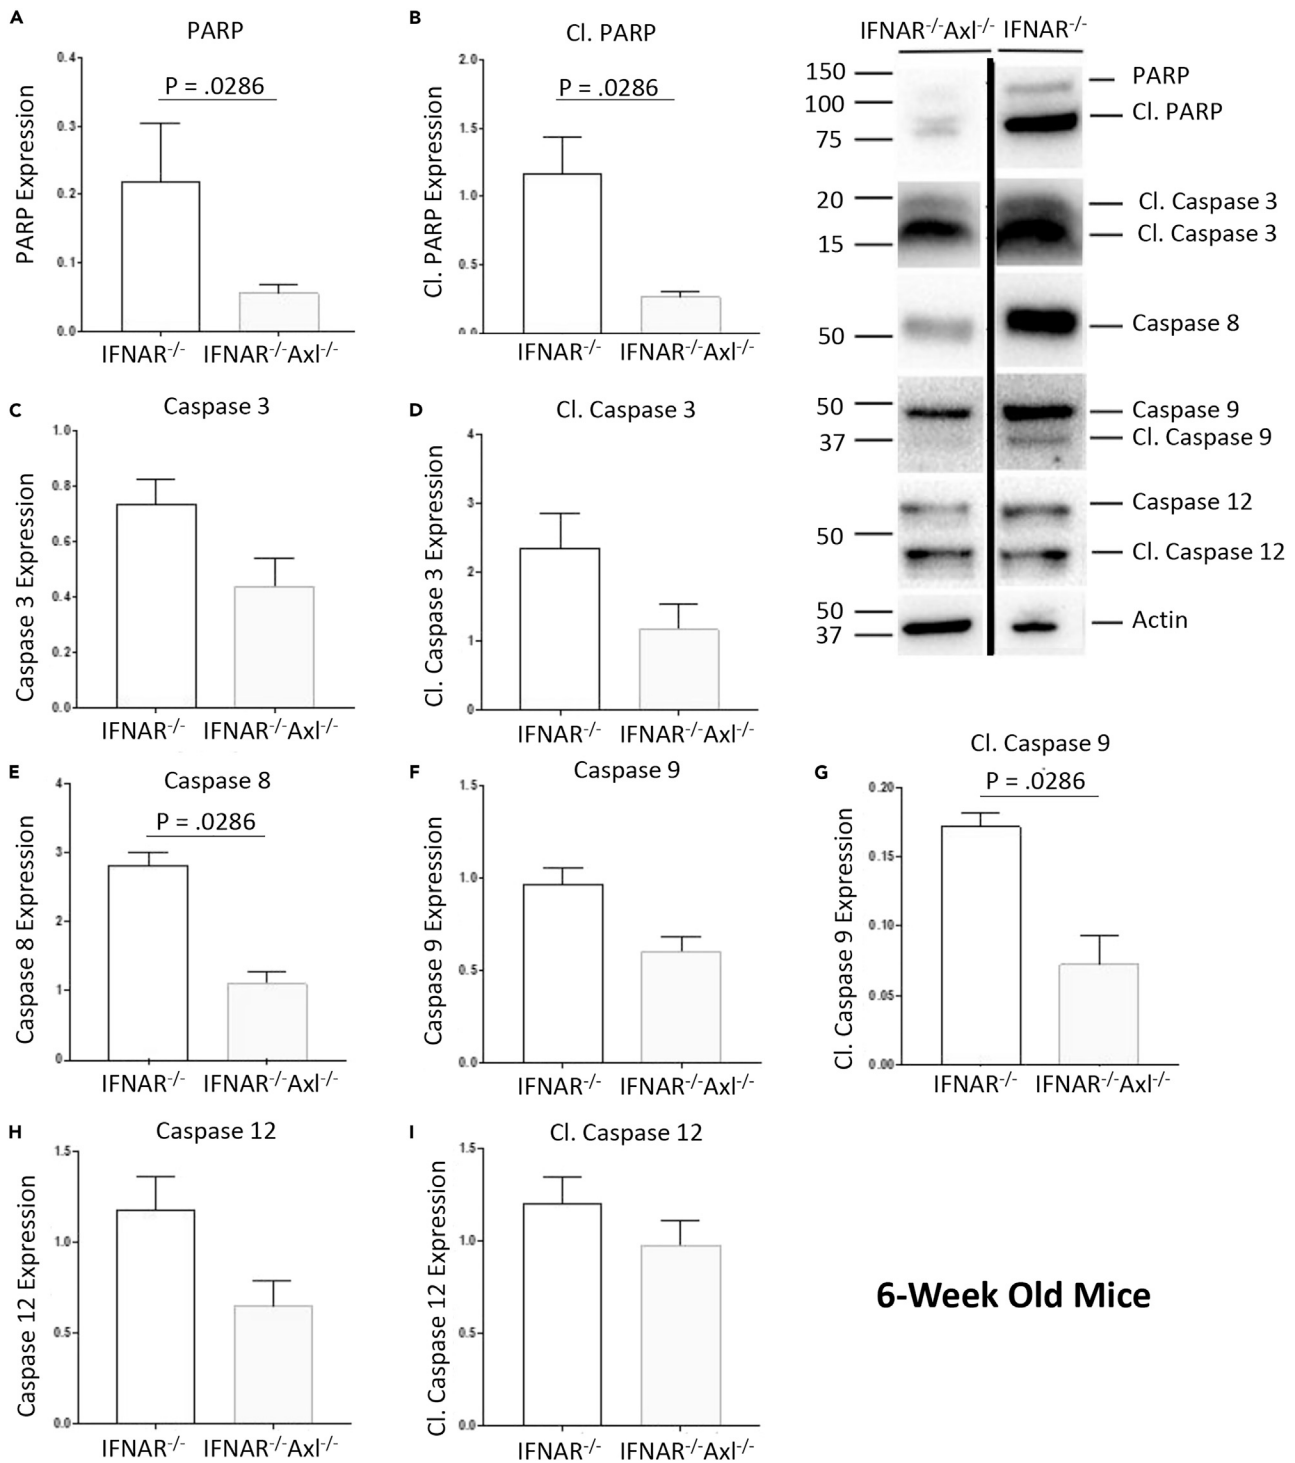 A
PARP
0.4
0.3
0.2
0.1
0.0
PARP Expression
P = .0286
IFNAR-/- IFNAR-/-Axl-/-
B
Cl. PARP
2.0
1.5
1.0
0.5
0.0
Cl. PARP Expression
P = .0286
IFNAR-/- IFNAR-/-Axl-/-
IFNAR-/-Axl-/- IFNAR-/-
150
100
75
PARP
Cl. PARP
20
15
Cl. Caspase 3
Cl. Caspase 3
50
Caspase 8
50
37
Caspase 9
Cl. Caspase 9
50
Caspase 12
Cl. Caspase 12
50
37
Actin
C
Caspase 3
1.0
0.8
0.6
0.4
0.2
0.0
Caspase 3 Expression
IFNAR-/- IFNAR-/-Axl-/-
D
Cl. Caspase 3
4
3
2
1
0
Cl. Caspase 3 Expression
IFNAR-/- IFNAR-/-Axl-/-
E
Caspase 8
4
3
2
1
0
Caspase 8 Expression
P = .0286
IFNAR-/- IFNAR-/-Axl-/-
F
Caspase 9
1.5
1.0
0.5
0.0
Caspase 9 Expression
IFNAR-/- IFNAR-/-Axl-/-
G
Cl. Caspase 9
0.20
0.15
0.10
0.05
0.00
Cl. Caspase 9 Expression
P = .0286
IFNAR-/- IFNAR-/-Axl-/-
H
Caspase 12
1.5
1.0
0.5
0.0
Caspase 12 Expression
IFNAR-/- IFNAR-/-Axl-/-
I
Cl. Caspase 12
1.5
1.0
0.5
0.0
Cl. Caspase 12 Expression
IFNAR-/- IFNAR-/-Axl-/-
6-Week Old Mice